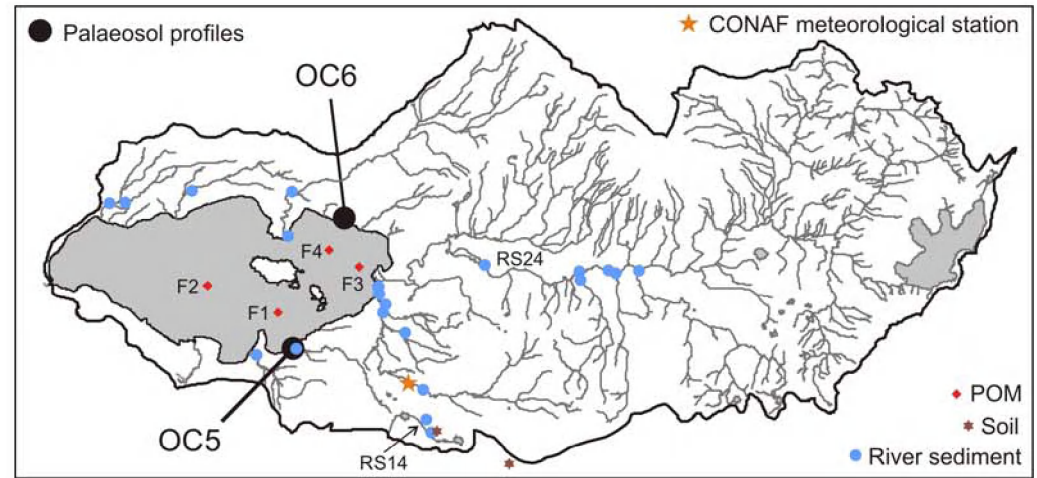 Palaeosol profiles
CONAF meteorological station
OC6
F4
F3
RS24
F2
F1
OC5
RS14
POM
Soil
River sediment